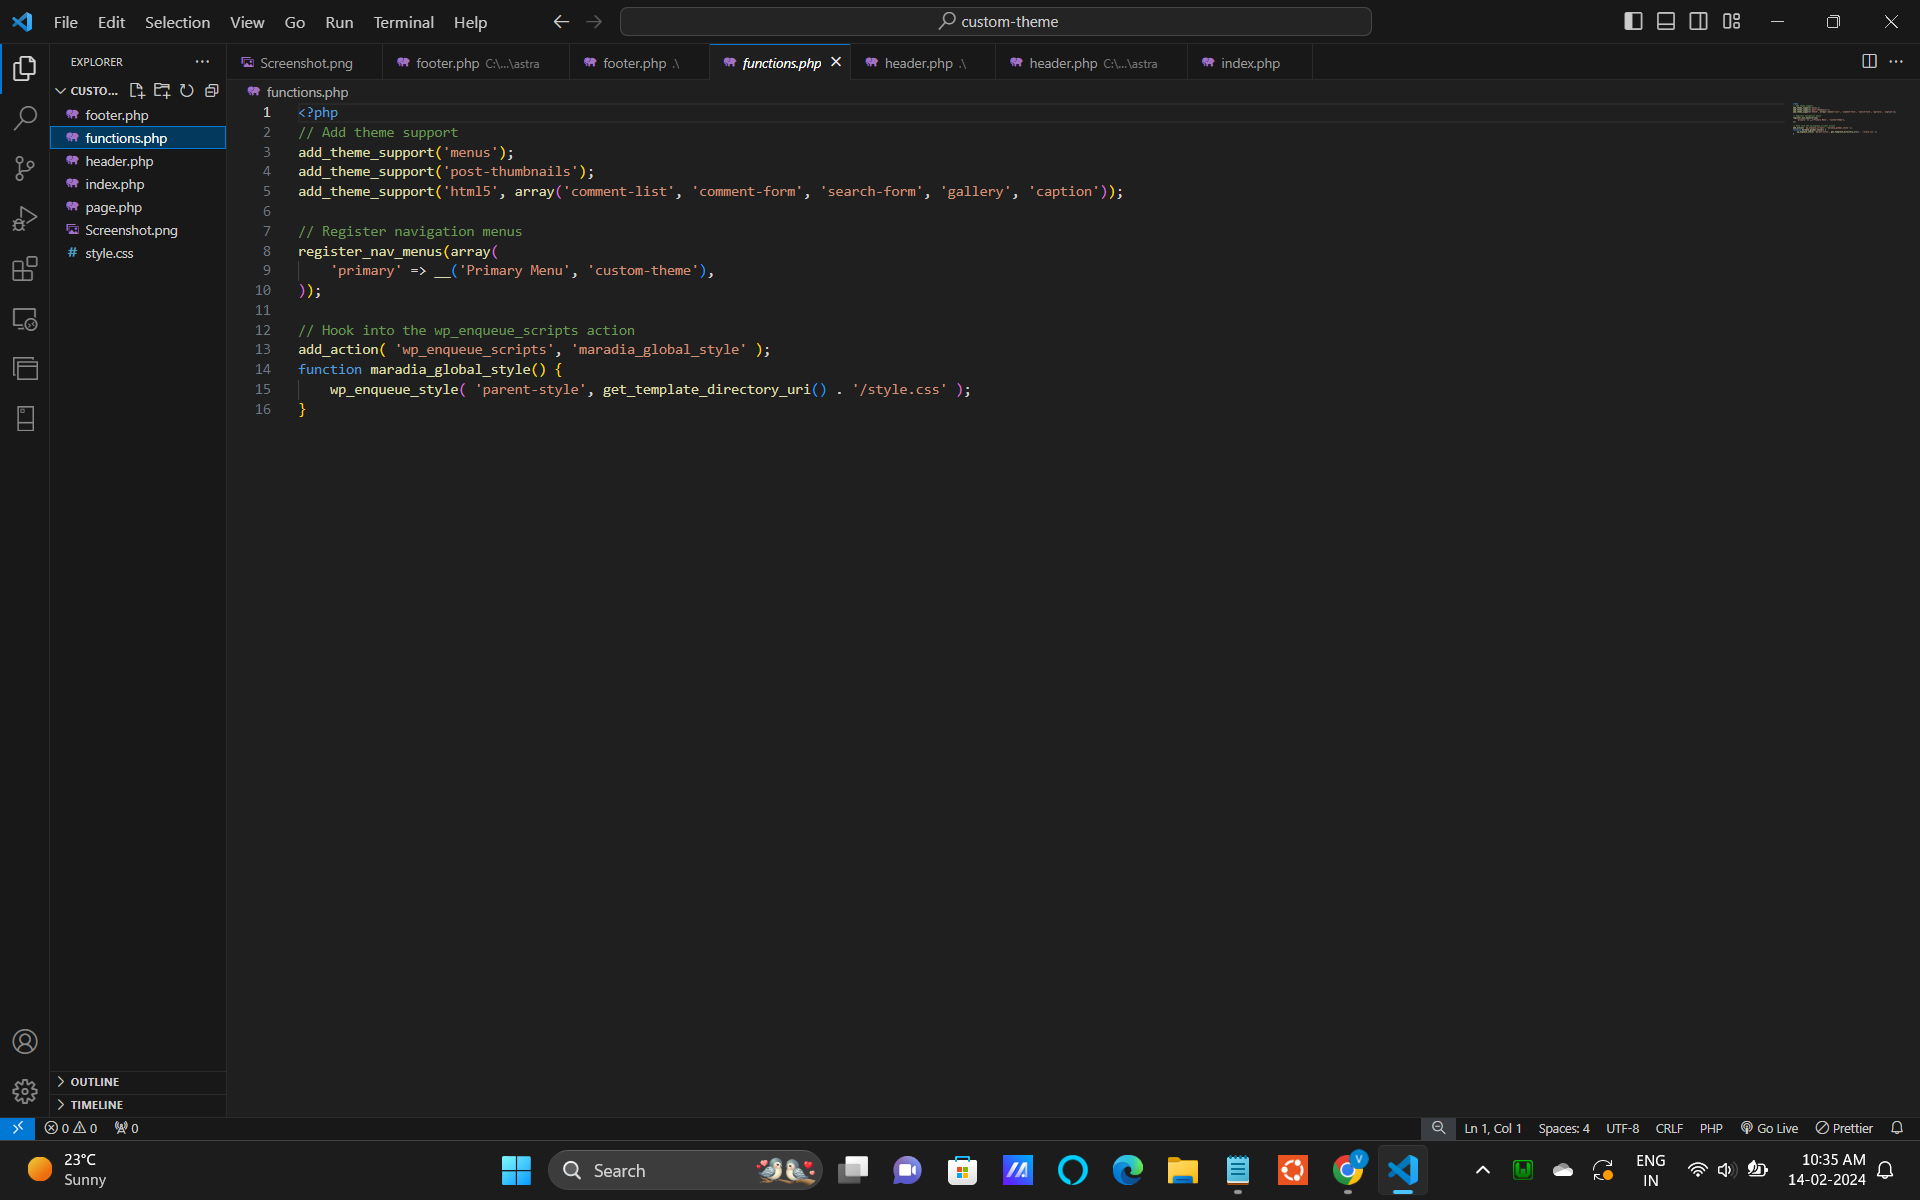 File Edit Selection View Go Run Terminal Help
custom-theme
EXPLORER
CUSTO...
footer.php
functions.php
header.php
index.php
page.php
Screenshot.png
# style.css
OUTLINE
TIMELINE
Screenshot.png footer.php C:\...\astra footer.php .\ functions.php header.php .\ header.php C:\...\astra index.php
functions.php
1 <?php
2 // Add theme support
3 add_theme_support('menus');
4 add_theme_support('post-thumbnails');
5 add_theme_support('html5', array('comment-list', 'comment-form', 'search-form', 'gallery', 'caption'));
6
7 // Register navigation menus
8 register_nav_menus(array(
9 'primary' => __('Primary Menu', 'custom-theme'),
10 ));
11
12 // Hook into the wp_enqueue_scripts action
13 add_action( 'wp_enqueue_scripts', 'maradia_global_style' );
14 function maradia_global_style() {
15 wp_enqueue_style( 'parent-style', get_template_directory_uri() . '/style.css' );
16 }
0 0 0
Ln 1, Col 1 Spaces: 4 UTF-8 CRLF PHP Go Live Prettier
23°C
Sunny
Search
V
ENG
IN
10:35 AM
14-02-2024